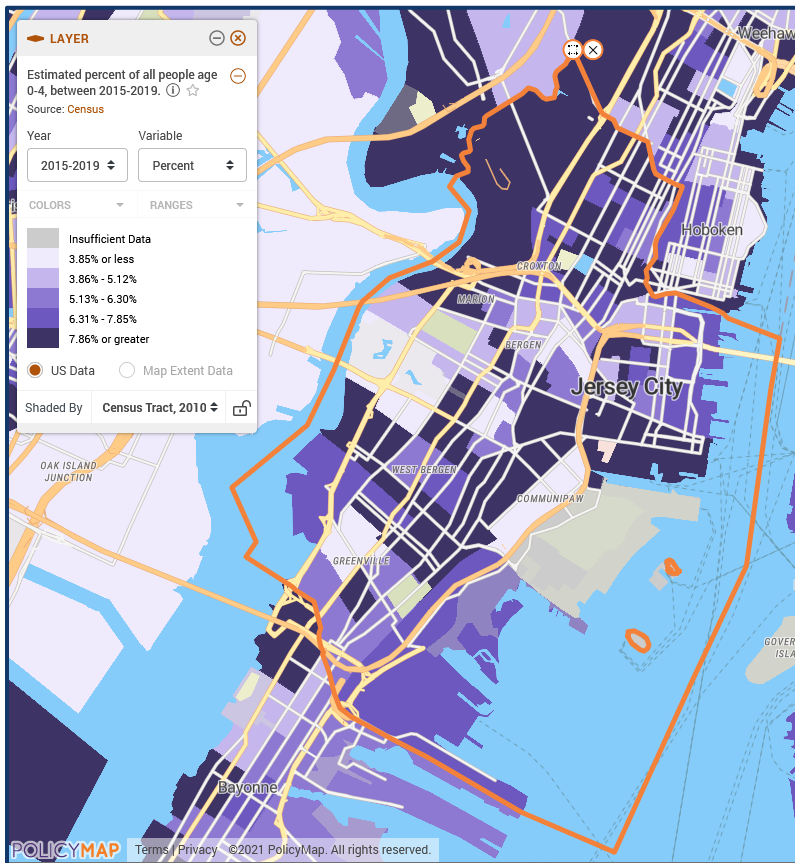 LAYER
Estimated percent of all people age
0-4, between 2015-2019.
Source: Census
Year
Variable
2015-2019
Percent
COLORS
RANGES
Insufficient Data
3.85% or less
3.86% - 5.12%
5.13% - 6.30%
6.31% - 7.85%
7.86% or greater
US Data
Map Extent Data
Shaded By
Census Tract, 2010
Weehaw
Hoboken
CROXTON
MARION
BERGEN
Jersey City
OAK ISLAND
JUNCTION
WEST BERGEN
COMMUNIPAW
GREENVILLE
GOVER
ISLA
Bayonne
POLICYMAP
Terms | Privacy ©2021 PolicyMap. All rights reserved.